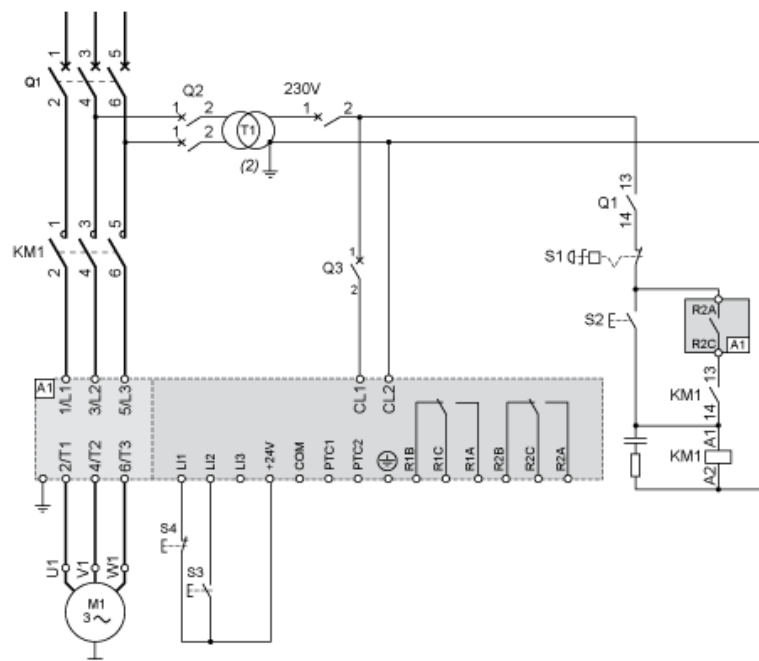 1 3 5
Q1
2 4 6
Q2
1 2
1 2
T1
(2)
230V
1 2
13
Q1
14
1 3 5
KM1
2 4 6
Q3
1
2
S1
S2
R2A
R2C
A1
13
KM1
14
A1
KM1
A2
A1
1/L1 3/L2 5/L3
CL1 CL2
2/T1 4/T2 6/T3
LI1 LI2 LI3 +24V COM PTC1 PTC2 R1B R1C R1A R2B R2C R2A
S4
S3
U1 V1 W1
M1
3 ~